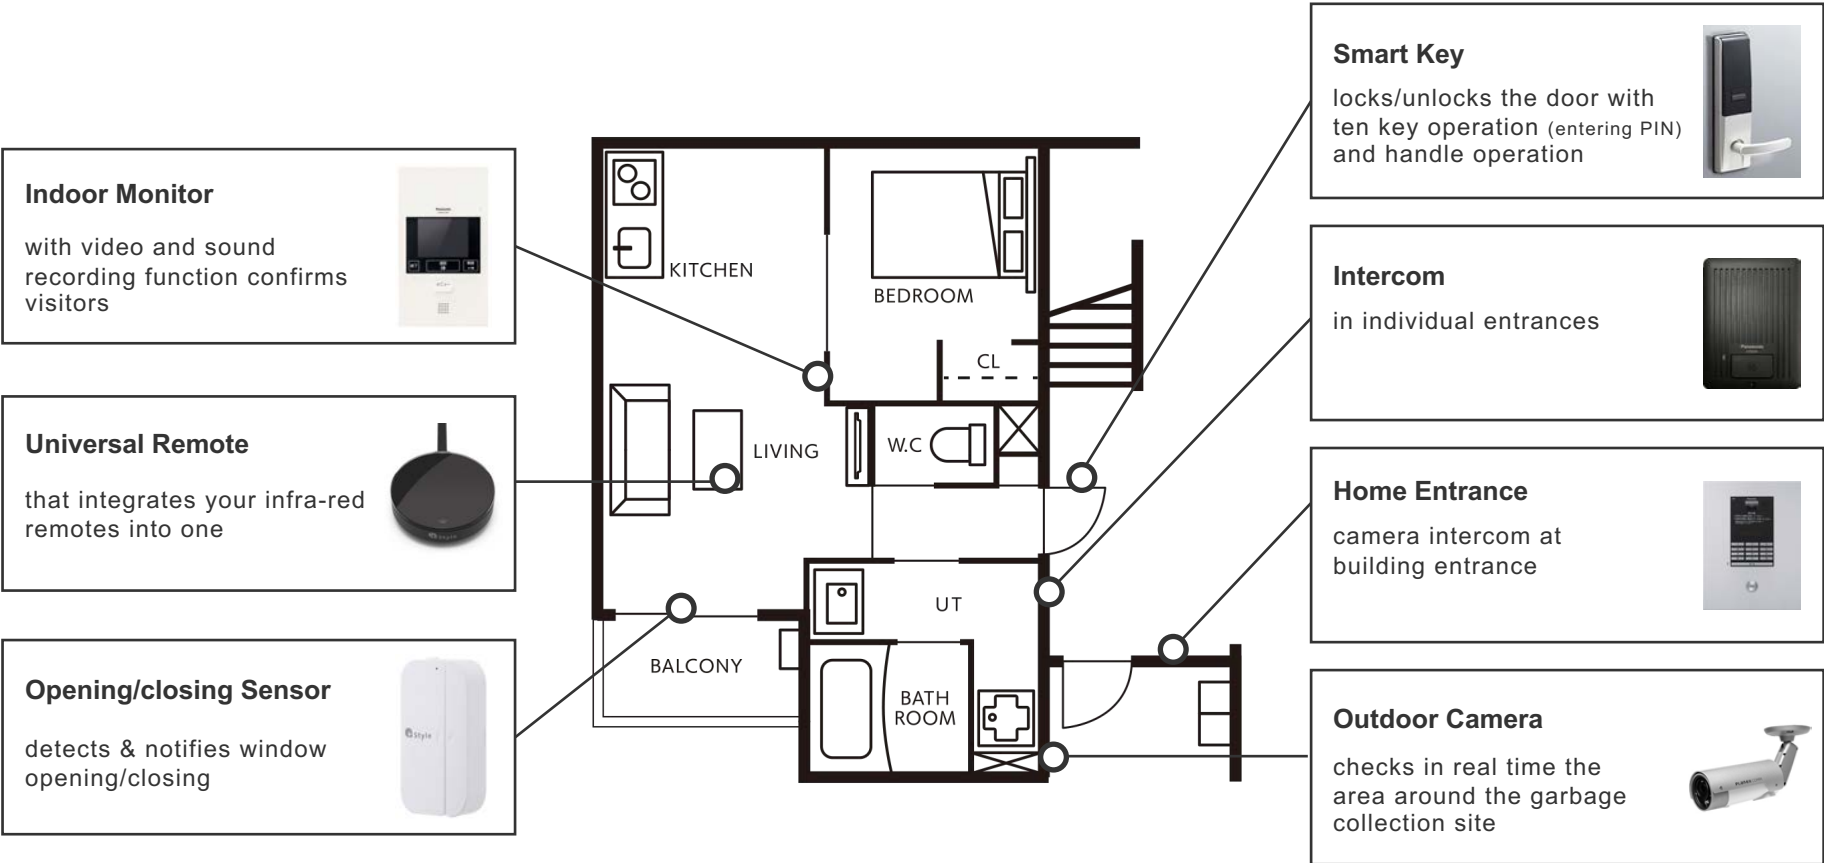 Indoor Monitor
with video and sound
recording function confirms
visitors
Universal Remote
that integrates your infra-red
remotes into one
Style
Opening/closing Sensor
detects & notifies window
opening/closing
Style
KITCHEN
BEDROOM
CL
LIVING
W.C
UT
BALCONY
BATH
ROOM
Smart Key
locks/unlocks the door with
ten key operation (entering PIN)
and handle operation
Intercom
in individual entrances
Panasonic
Home Entrance
camera intercom at
building entrance
Outdoor Camera
checks in real time the
area around the garbage
collection site